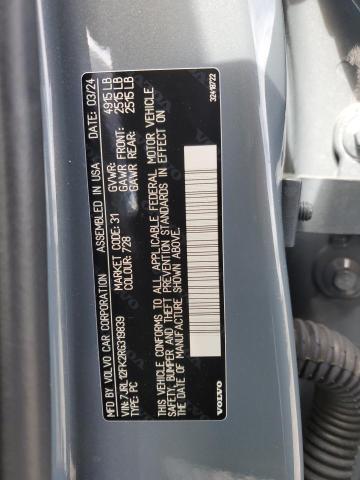 MFD BY VOLVO CAR CORPORATION ASSEMBLED IN USA DATE: 03/24
VIN: 7JRL12FK2RG319839 MARKET CODE: 31 GVWR: 4915 LB
TYPE: PC COLOUR: 728 GAWR FRONT: 2515 LB
GAWR REAR: 2515 LB
THIS VEHICLE CONFORMS TO ALL APPLICABLE FEDERAL MOTOR VEHICLE
SAFETY, BUMPER AND THEFT PREVENTION STANDARDS IN EFFECT ON
THE DATE OF MANUFACTURE SHOWN ABOVE.
VOLVO
32418722